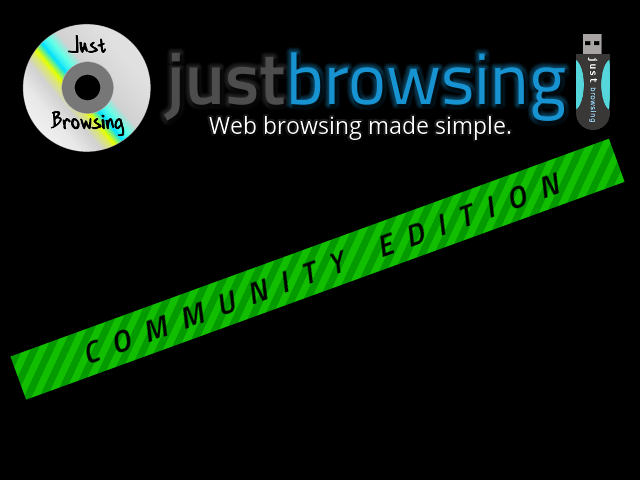 Just
Browsing
justbrowsing
Web browsing made simple.
just browsing
COMMUNITY EDITION